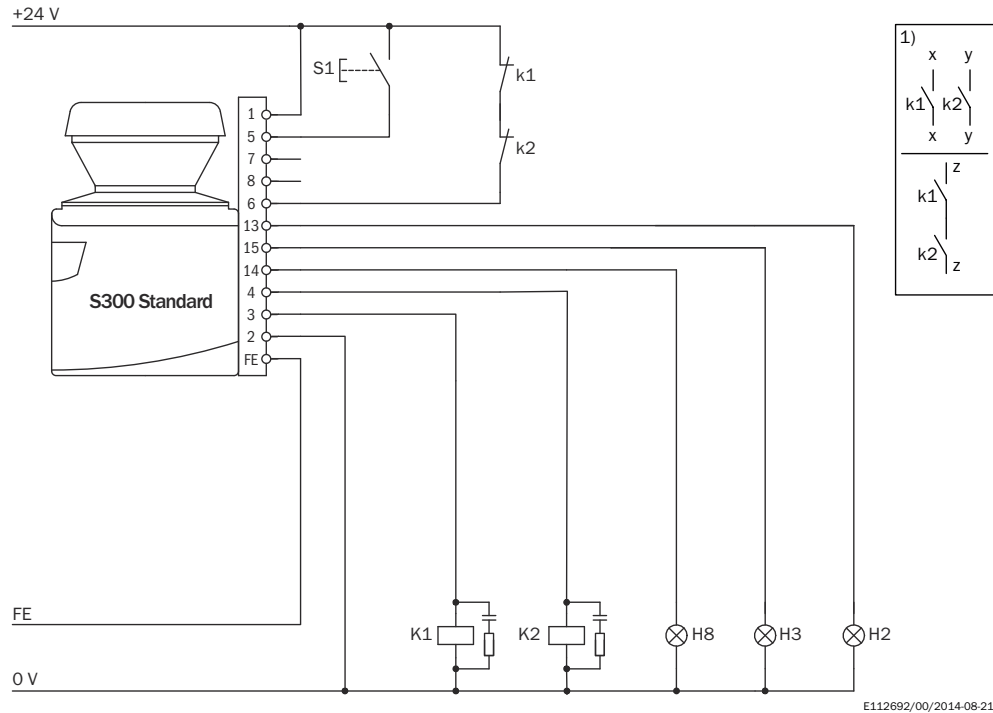 +24 V
1)
x y
S1
k1
k1 k2
x y
1
5
k2
7
8
z
k1
6
13
15
k2
z
14
S300 Standard
4
3
2
FE
FE
K1
K2
H8
H3
H2
0 V
E112692/00/2014-08-21